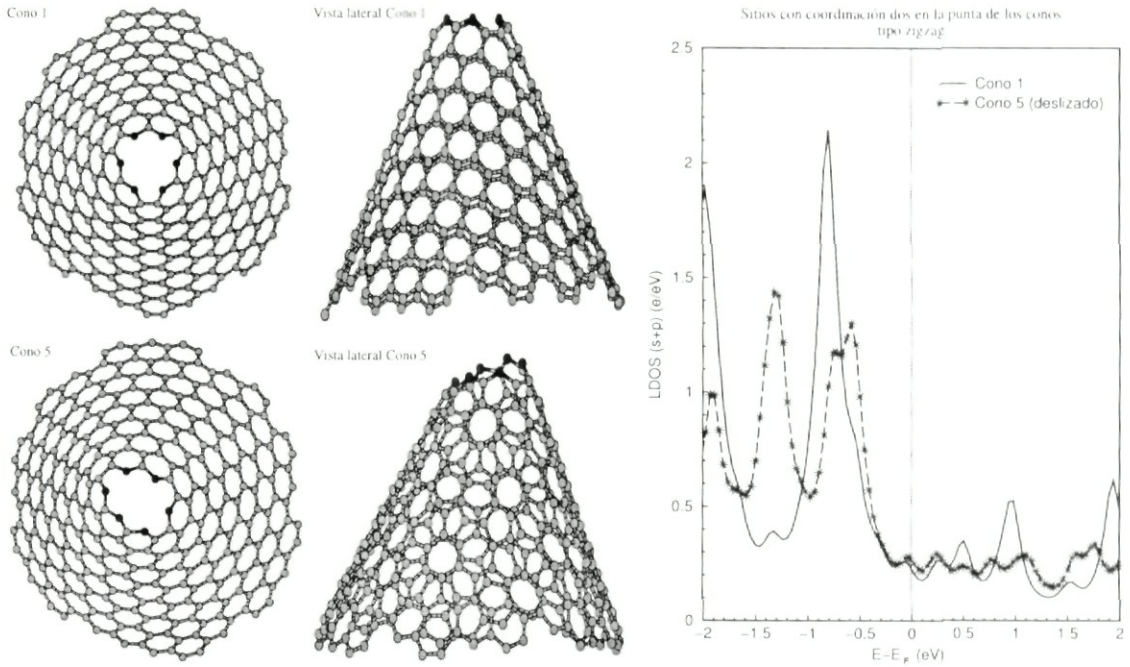 Cono 1
Vista lateral Cono 1
Cono 5
Vista lateral Cono 5
Sitios con coordinación dos en la punta de los conos
tipo zigzag
Cono 1
Cono 5 (deslizado)
LDOS (s+p) (e/eV)
2.5
2
1.5
1
0.5
0
−2
−1.5
−1
−0.5
0
0.5
1
1.5
2
E−E_F (eV)